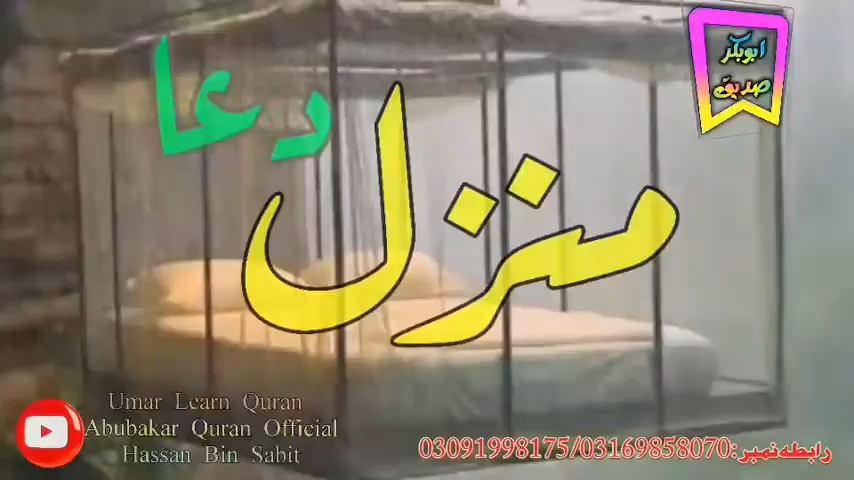 ابوبکر
صدیق
دعا
منزل
Umar Learn Quran
Abubakar Quran Official
Hassan Bin Sabit
رابطہ نمبر:03091998175/03169858070